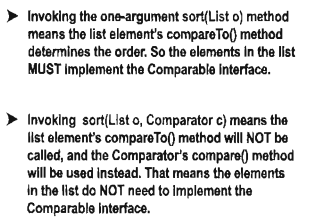 ➤ Invoking the one-argument sort(List o) method
means the list element's compareTo() method
determines the order. So the elements in the list
MUST implement the Comparable interface.
➤ Invoking sort(List o, Comparator c) means the
list element's compareTo() method will NOT be
called, and the Comparator's compare() method
will be used instead. That means the elements
in the list do NOT need to implement the
Comparable interface.